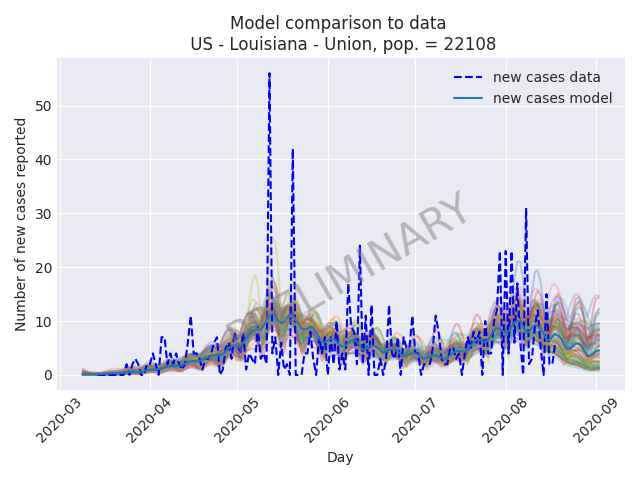 Model comparison to data
US - Louisiana - Union, pop. = 22108
new cases data
new cases model
Number of new cases reported
50
40
30
20
10
0
LIMINARY
2020-03
2020-04
2020-05
2020-06
2020-07
2020-08
2020-09
Day